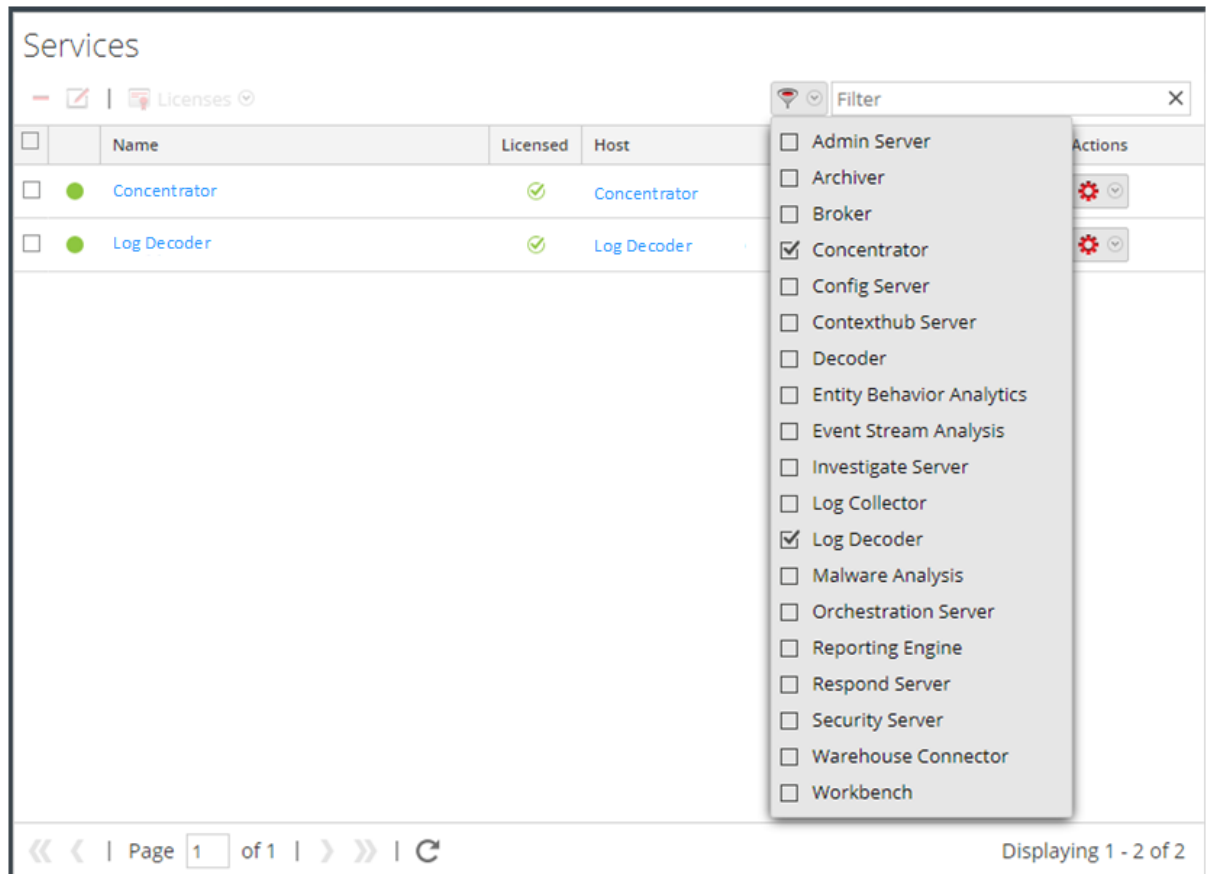 Services
Licenses
Filter
Name Licensed Host Actions
Concentrator Concentrator
Log Decoder Log Decoder
Admin Server
Archiver
Broker
Concentrator
Config Server
Contexthub Server
Decoder
Entity Behavior Analytics
Event Stream Analysis
Investigate Server
Log Collector
Log Decoder
Malware Analysis
Orchestration Server
Reporting Engine
Respond Server
Security Server
Warehouse Connector
Workbench
Page 1 of 1 Displaying 1 - 2 of 2